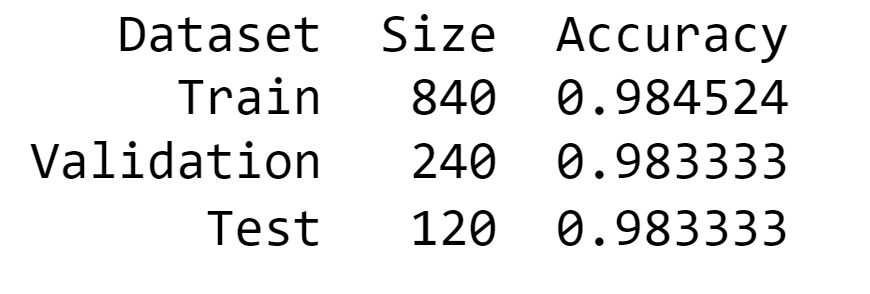 Dataset Size Accuracy
Train 840 0.984524
Validation 240 0.983333
Test 120 0.983333